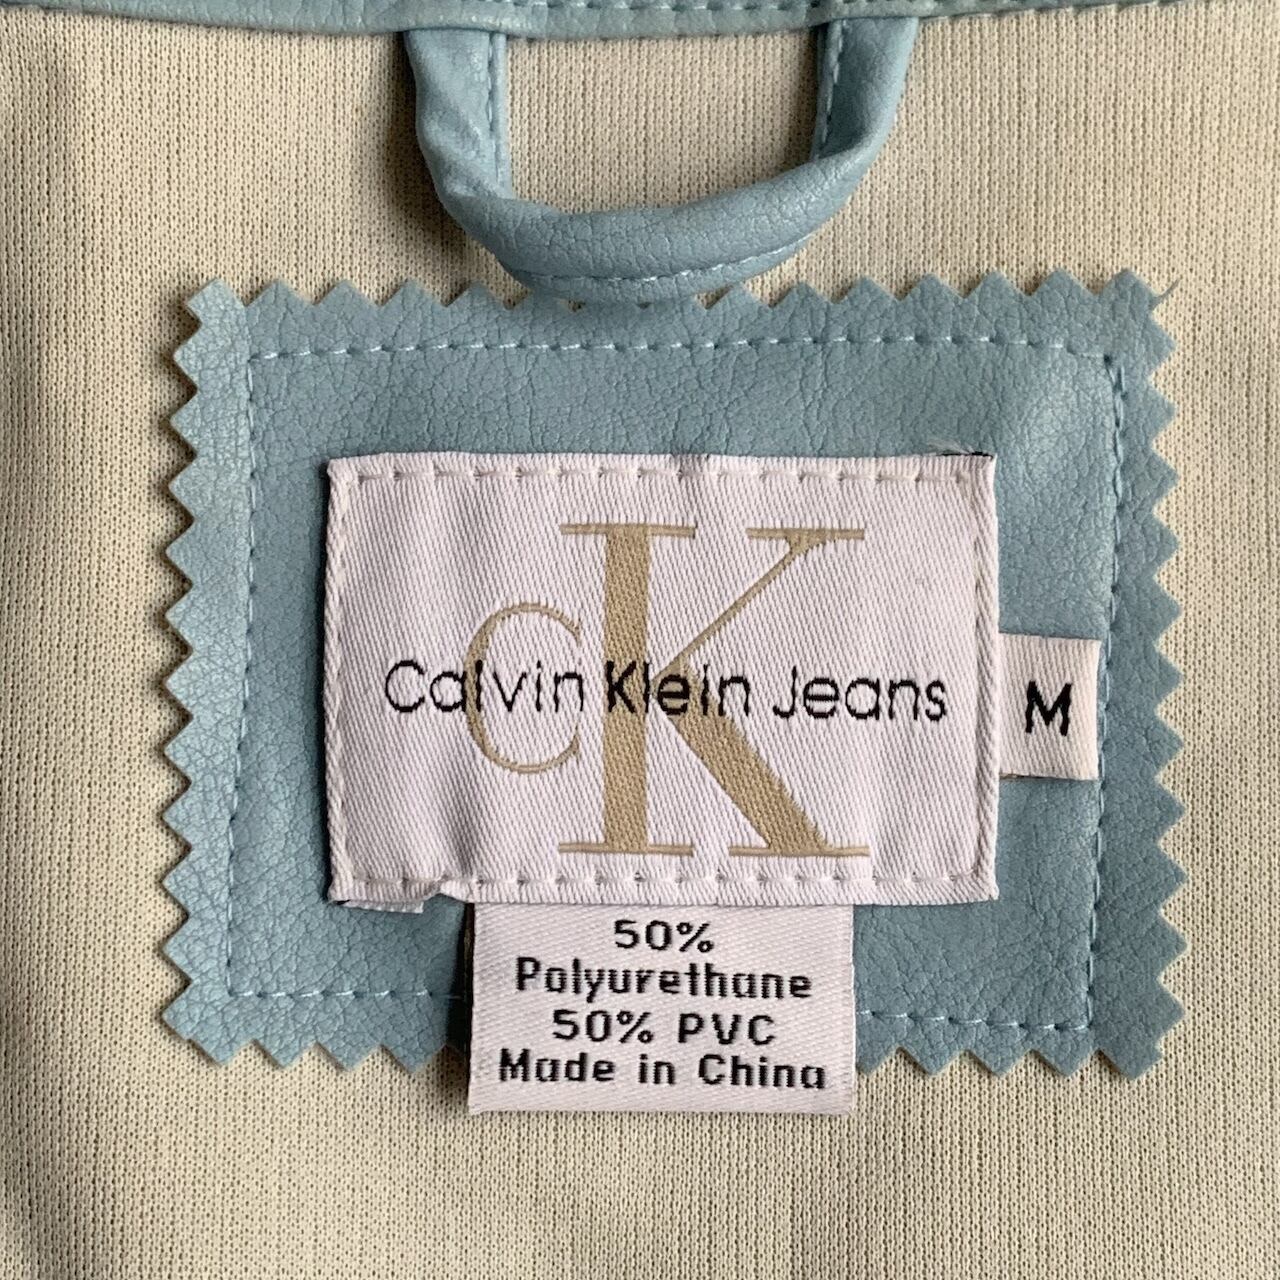 CK
Calvin Klein Jeans
M
50%
Polyurethane
50% PVC
Made in China